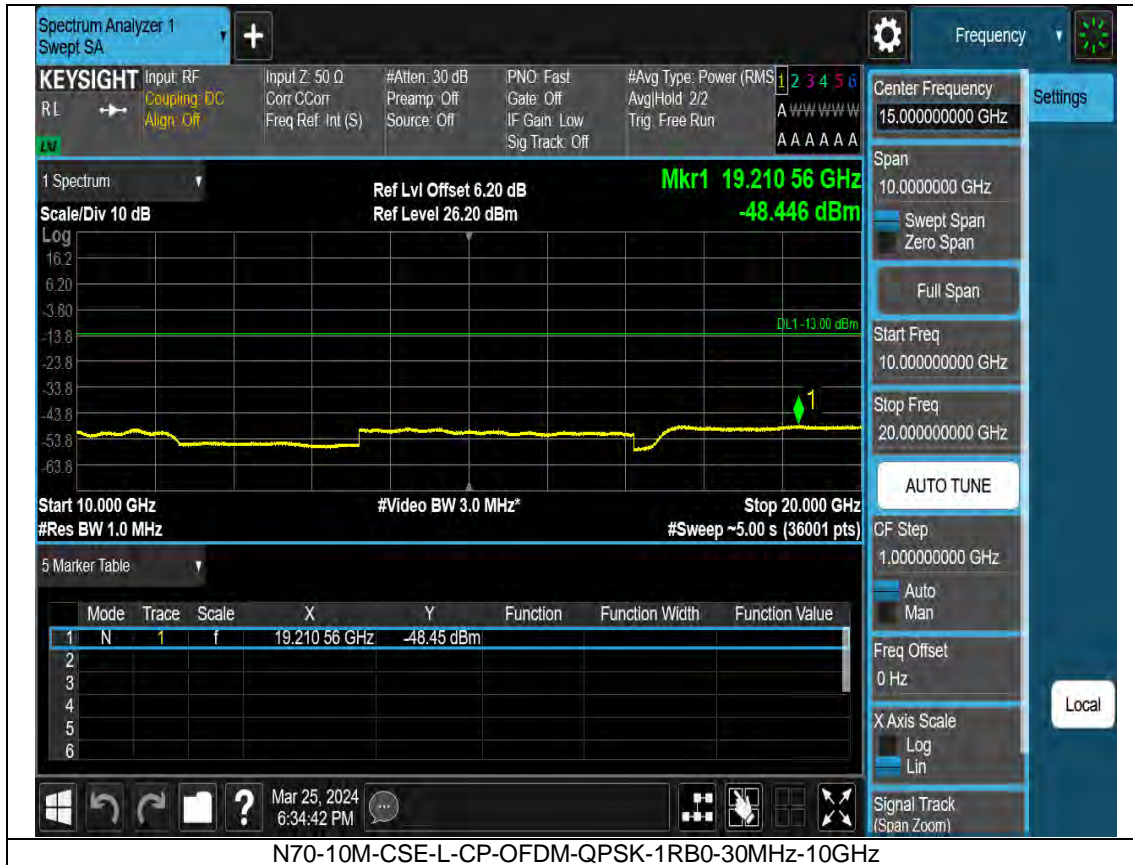 Spectrum Analyzer 1
Swept SA
Frequency
KEYSIGHT
RL
LXI
Input: RF
Coupling: DC
Align: Off
Input Z: 50 Ω
Corr CCorr
Freq Ref: Int (S)
#Atten: 30 dB
Preamp: Off
Source: Off
PNO: Fast
Gate: Off
IF Gain: Low
Sig Track: Off
#Avg Type: Power (RMS
Avg|Hold: 2/2
Trig: Free Run
1 2 3 4 5 6
A W W W W W
A A A A A A
Center Frequency
15.000000000 GHz
Settings
1 Spectrum
Scale/Div 10 dB
Ref Lvl Offset 6.20 dB
Ref Level 26.20 dBm
Mkr1 19.210 56 GHz
-48.446 dBm
Span
10.0000000 GHz
Swept Span
Zero Span
Full Span
Log
16.2
6.20
-3.80
-13.8
-23.8
-33.8
-43.8
-53.8
-63.8
DL1 -13.00 dBm
1
Start Freq
10.000000000 GHz
Stop Freq
20.000000000 GHz
AUTO TUNE
Start 10.000 GHz
#Res BW 1.0 MHz
#Video BW 3.0 MHz*
Stop 20.000 GHz
#Sweep ~5.00 s (36001 pts)
CF Step
1.000000000 GHz
Auto
Man
5 Marker Table
Mode Trace Scale X Y Function Function Width Function Value
1 N 1 f 19.210 56 GHz -48.45 dBm
2
3
4
5
6
Freq Offset
0 Hz
Local
X Axis Scale
Log
Lin
Signal Track
(Span Zoom)
?
Mar 25, 2024
6:34:42 PM
N70-10M-CSE-L-CP-OFDM-QPSK-1RB0-30MHz-10GHz